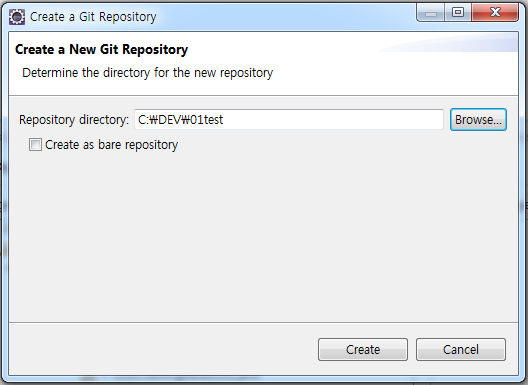 Create a Git Repository
Create a New Git Repository
Determine the directory for the new repository
Repository directory: C:₩DEV₩01test Browse...
Create as bare repository
Create Cancel